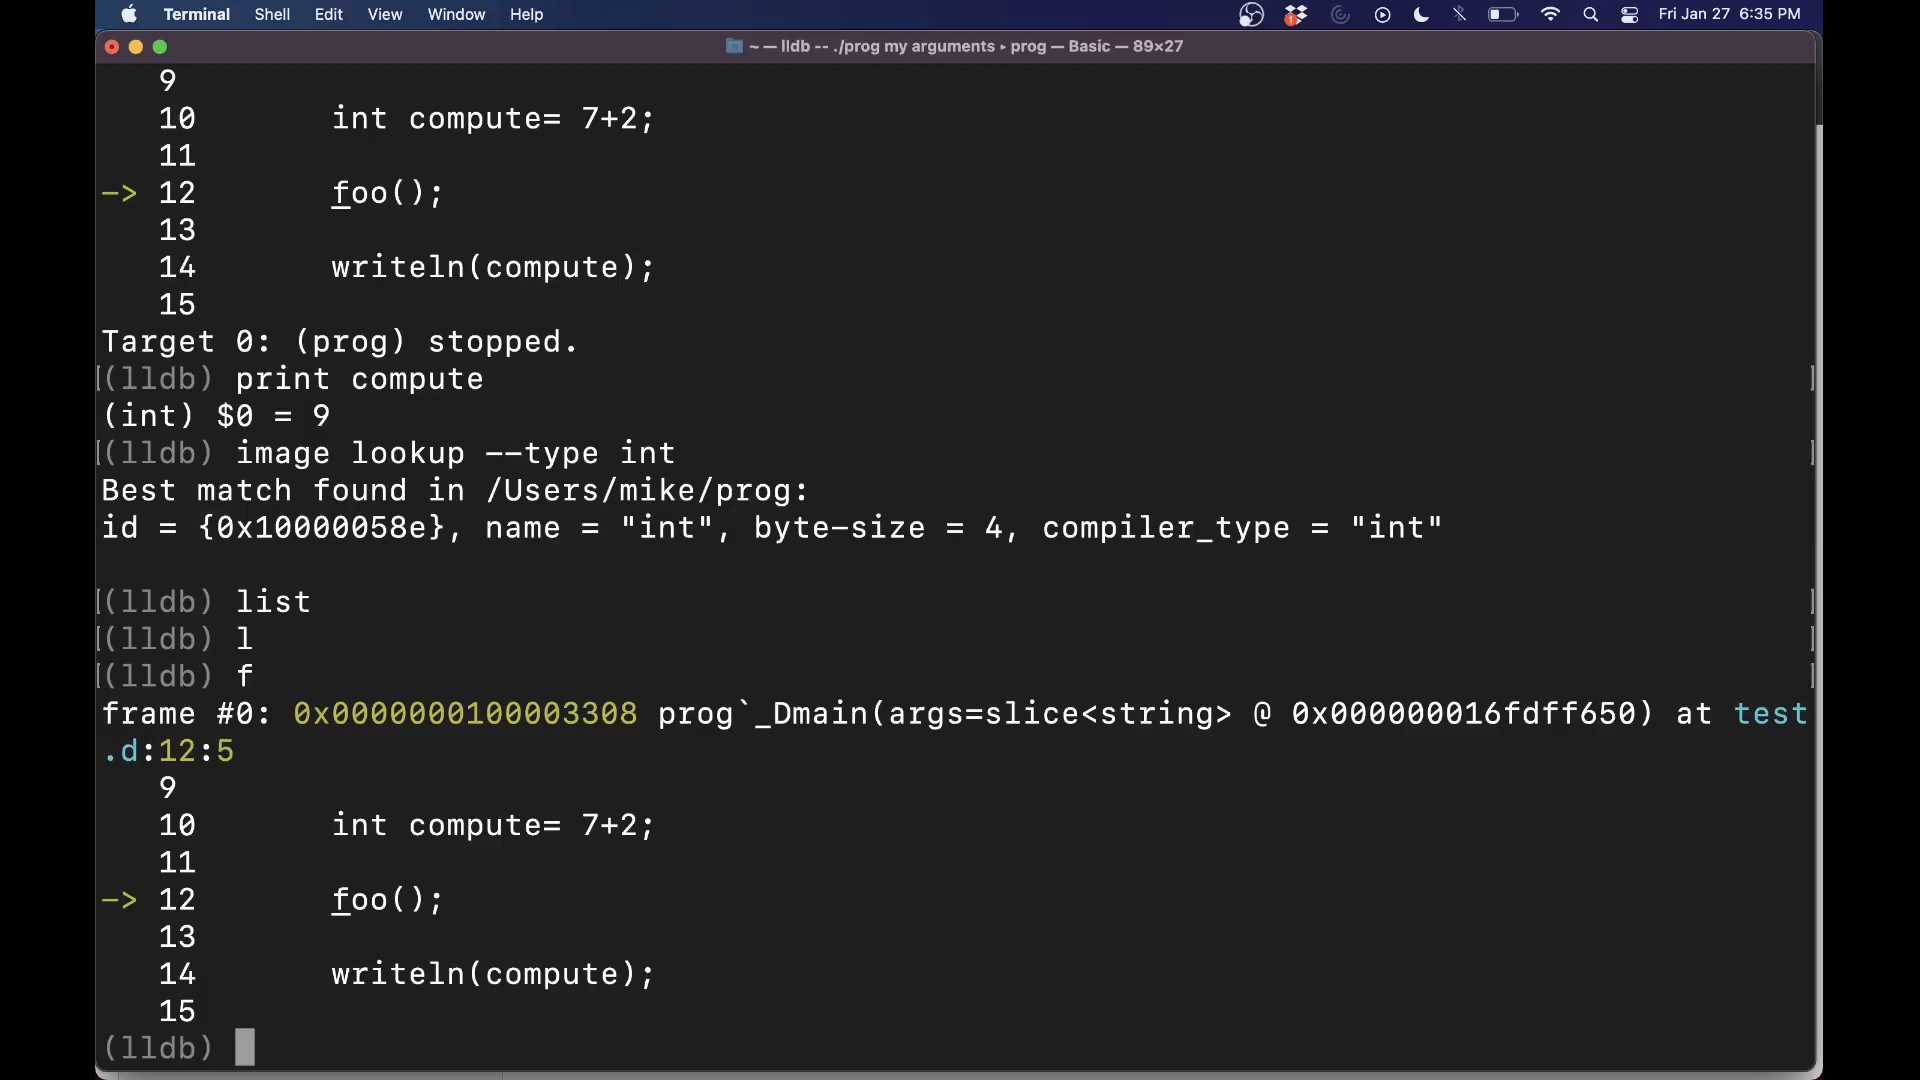 Terminal Shell Edit View Window Help 1 Fri Jan 27 6:35 PM
~ — lldb -- ./prog my arguments ▸ prog — Basic — 89×27
9
10 int compute= 7+2;
11
-> 12 foo();
13
14 writeln(compute);
15
Target 0: (prog) stopped.
[(lldb) print compute ]
(int) $0 = 9
[(lldb) image lookup --type int ]
Best match found in /Users/mike/prog:
id = {0x10000058e}, name = "int", byte-size = 4, compiler_type = "int"
[(lldb) list ]
[(lldb) l ]
[(lldb) f ]
frame #0: 0x0000000100003308 prog`_Dmain(args=slice<string> @ 0x000000016fdff650) at test
.d:12:5
9
10 int compute= 7+2;
11
-> 12 foo();
13
14 writeln(compute);
15
(lldb)